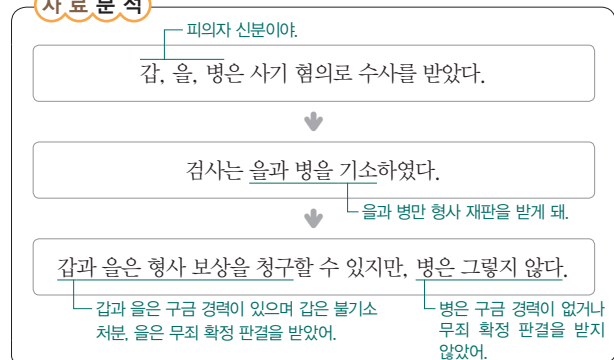 자료 분석
피의자 신분이야.
갑, 을, 병은 사기 혐의로 수사를 받았다.
검사는 을과 병을 기소하였다.
을과 병만 형사 재판을 받게 돼.
갑과 을은 형사 보상을 청구할 수 있지만, 병은 그렇지 않다.
갑과 을은 구금 경력이 있으며 갑은 불기소
처분, 을은 무죄 확정 판결을 받았어.
병은 구금 경력이 없거나
무죄 확정 판결을 받지
않았어.